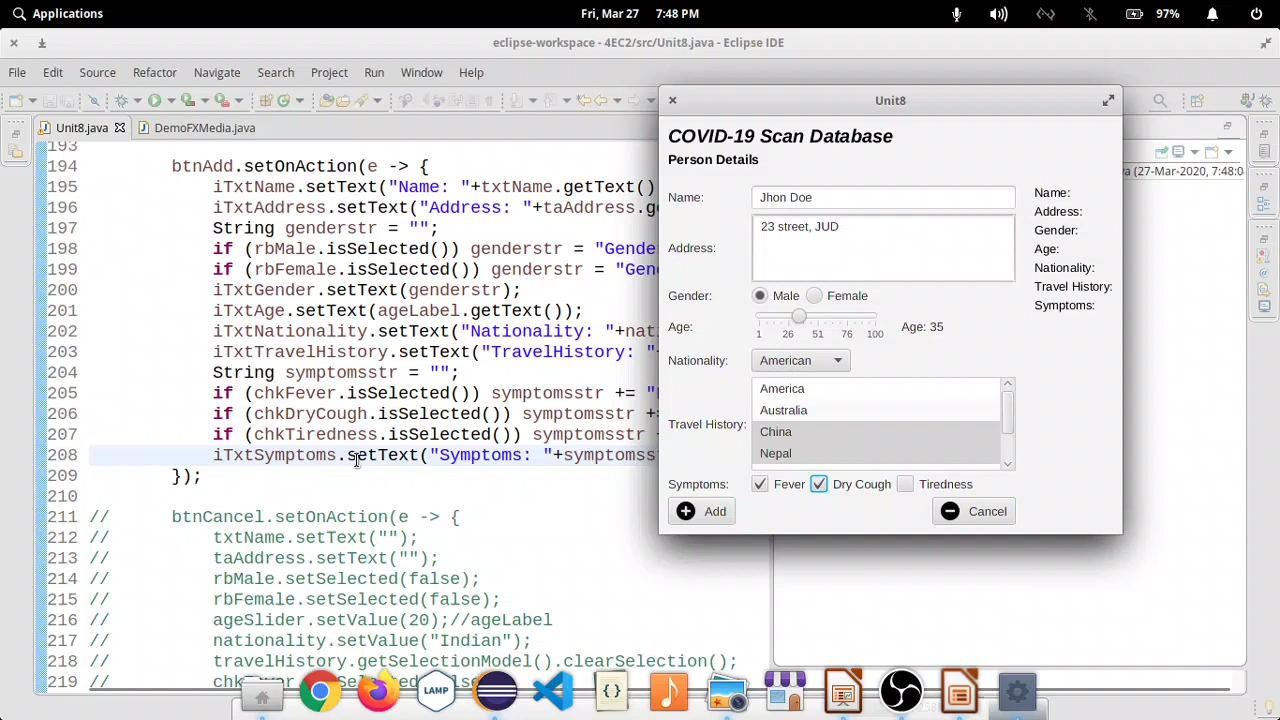 Applications
Fri, Mar 27 7:48 PM
97%
eclipse-workspace - 4EC2/src/Unit8.java - Eclipse IDE
File Edit Source Refactor Navigate Search Project Run Window Help
Unit8.java
DemoFXMedia.java
193
194 btnAdd.setOnAction(e -> {
195 iTxtName.setText("Name: "+txtName.getText()
196 iTxtAddress.setText("Address: "+taAddress.ge
197 String genderstr = "";
198 if (rbMale.isSelected()) genderstr = "Gende
199 if (rbFemale.isSelected()) genderstr = "Gen
200 iTxtGender.setText(genderstr);
201 iTxtAge.setText(ageLabel.getText());
202 iTxtNationality.setText("Nationality: "+nat
203 iTxtTravelHistory.setText("TravelHistory: "
204 String symptomsstr = "";
205 if (chkFever.isSelected()) symptomsstr += "
206 if (chkDryCough.isSelected()) symptomsstr +
207 if (chkTiredness.isSelected()) symptomsstr
208 iTxtSymptoms.setText("Symptoms: "+symptomss
209 });
210
211 // btnCancel.setOnAction(e -> {
212 // txtName.setText("");
213 // taAddress.setText("");
214 // rbMale.setSelected(false);
215 // rbFemale.setSelected(false);
216 // ageSlider.setValue(20);//ageLabel
217 // nationality.setValue("Indian");
218 // travelHistory.getSelectionModel().clearSelection();
219 //
Unit8
COVID-19 Scan Database
Person Details
Name: Jhon Doe
Address: 23 street, JUD
Gender: Male Female
Age: 1 26 51 76 100 Age: 35
Nationality: American
Travel History:
America
Australia
China
Nepal
Symptoms: Fever Dry Cough Tiredness
Add Cancel
Name:
Address:
Gender:
Age:
Nationality:
Travel History:
Symptoms:
(27-Mar-2020, 7:48:0
LAMP